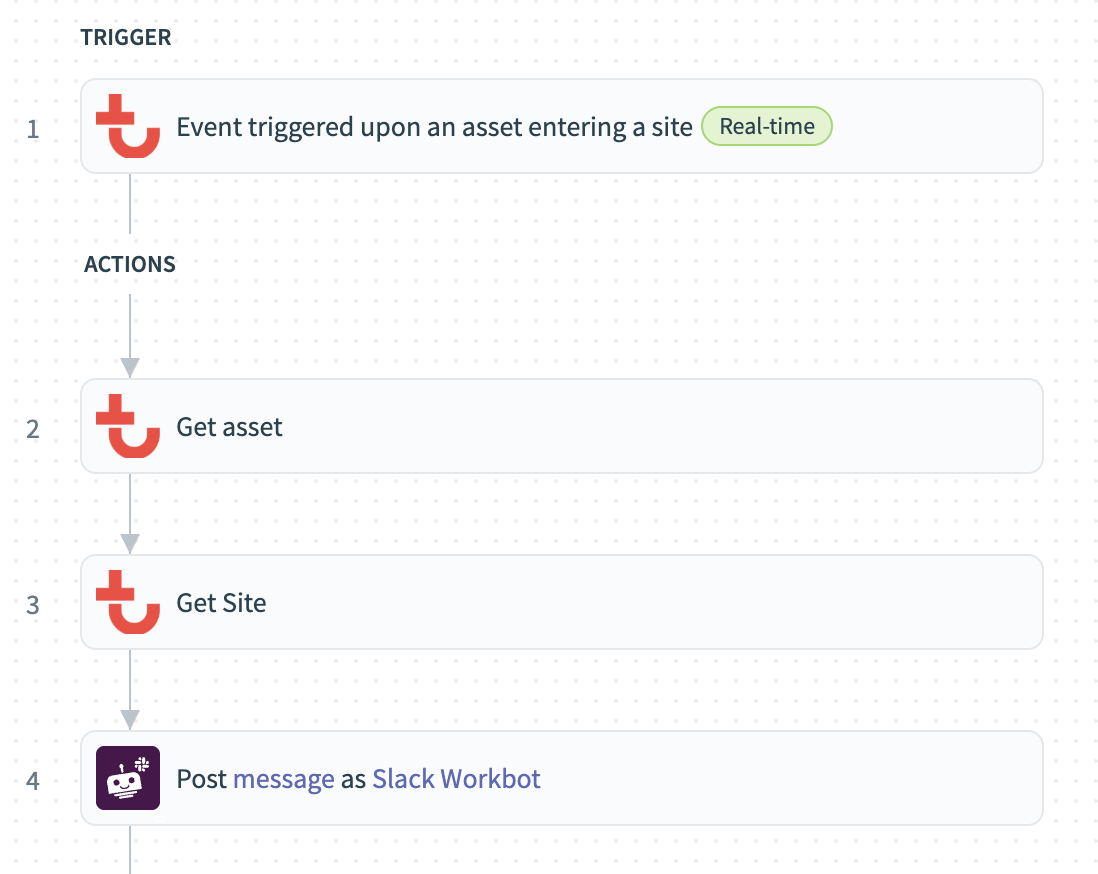 TRIGGER
1
Event triggered upon an asset entering a site Real-time
ACTIONS
2
Get asset
3
Get Site
4
Post message as Slack Workbot